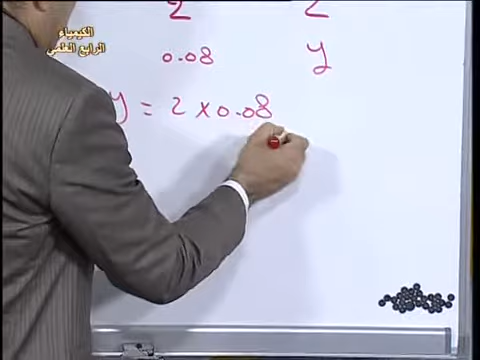 الكيمياء
الرابع العلمي
2 2
0.08 y
y = 2 × 0.08